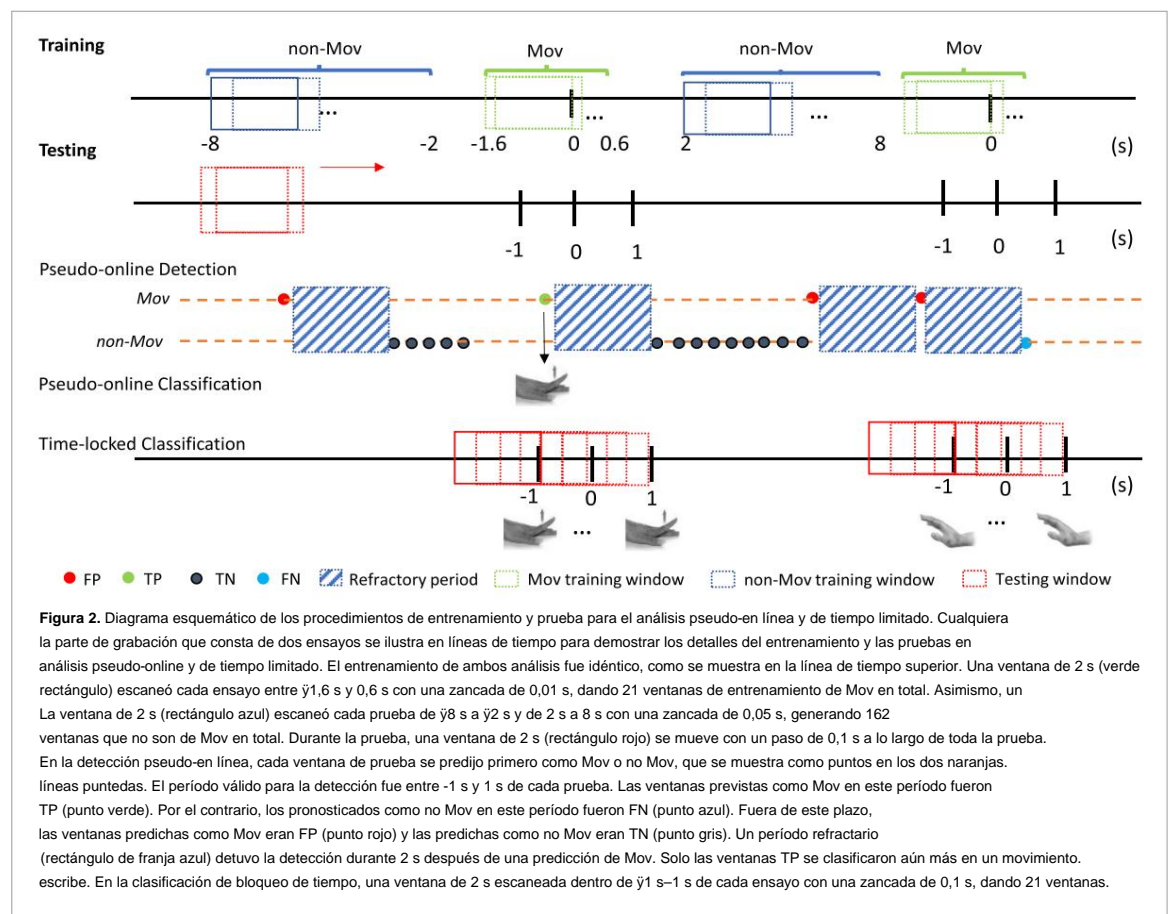 Training
non-Mov Mov non-Mov Mov
... ... ... ...
-8 -2 -1.6 0 0.6 2 8 0 (s)
Testing
-1 0 1 -1 0 1 (s)
Pseudo-online Detection
Mov
non-Mov
Pseudo-online Classification
Time-locked Classification
-1 0 1 -1 0 1 (s)
... ...
FP TP TN FN Refractory period Mov training window non-Mov training window Testing window
Figura 2. Diagrama esquemático de los procedimientos de entrenamiento y prueba para el análisis pseudo-en línea y de tiempo limitado. Cualquiera
la parte de grabación que consta de dos ensayos se ilustra en líneas de tiempo para demostrar los detalles del entrenamiento y las pruebas en
análisis pseudo-online y de tiempo limitado. El entrenamiento de ambos análisis fue idéntico, como se muestra en la línea de tiempo superior. Una ventana de 2 s (verde
rectángulo) escaneó cada ensayo entre ÿ1,6 s y 0,6 s con una zancada de 0,01 s, dando 21 ventanas de entrenamiento de Mov en total. Asimismo, un
La ventana de 2 s (rectángulo azul) escaneó cada prueba de ÿ8 s a ÿ2 s y de 2 s a 8 s con una zancada de 0,05 s, generando 162
ventanas que no son de Mov en total. Durante la prueba, una ventana de 2 s (rectángulo rojo) se mueve con un paso de 0,1 s a lo largo de toda la prueba.
En la detección pseudo-en línea, cada ventana de prueba se predijo primero como Mov o no Mov, que se muestra como puntos en los dos naranjas.
líneas puntedas. El período válido para la detección fue entre -1 s y 1 s de cada prueba. Las ventanas previstas como Mov en este período fueron
TP (punto verde). Por el contrario, los pronosticados como no Mov en este período fueron FN (punto azul). Fuera de este plazo,
las ventanas predichas como Mov eran FP (punto rojo) y las predichas como no Mov eran TN (punto gris). Un período refractario
(rectángulo de franja azul) detuvo la detección durante 2 s después de una predicción de Mov. Solo las ventanas TP se clasificaron aún más en un movimiento.
escribe. En la clasificación de bloqueo de tiempo, una ventana de 2 s escaneada dentro de ÿ1 s–1 s de cada ensayo con una zancada de 0,1 s, dando 21 ventanas.